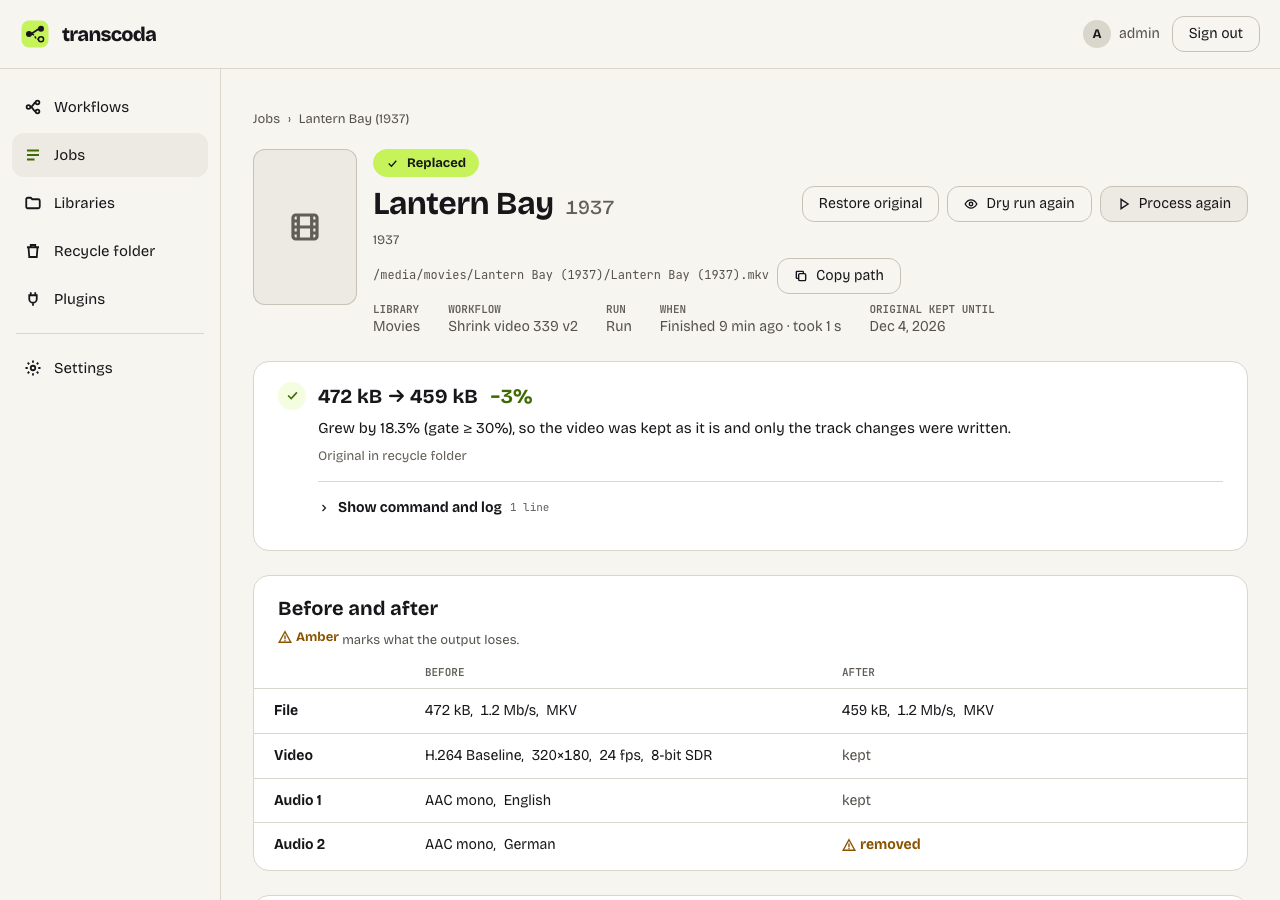 transcoda
A admin Sign out
Workflows
Jobs
Libraries
Recycle folder
Plugins
Settings
Jobs › Lantern Bay (1937)
Replaced
Lantern Bay 1937
Restore original Dry run again Process again
1937
/media/movies/Lantern Bay (1937)/Lantern Bay (1937).mkv Copy path
LIBRARY WORKFLOW RUN WHEN ORIGINAL KEPT UNTIL
Movies Shrink video 339 v2 Run Finished 9 min ago · took 1 s Dec 4, 2026
472 kB → 459 kB −3%
Grew by 18.3% (gate ≥ 30%), so the video was kept as it is and only the track changes were written.
Original in recycle folder
Show command and log 1 line
Before and after
Amber marks what the output loses.
BEFORE AFTER
File 472 kB, 1.2 Mb/s, MKV 459 kB, 1.2 Mb/s, MKV
Video H.264 Baseline, 320×180, 24 fps, 8-bit SDR kept
Audio 1 AAC mono, English kept
Audio 2 AAC mono, German removed